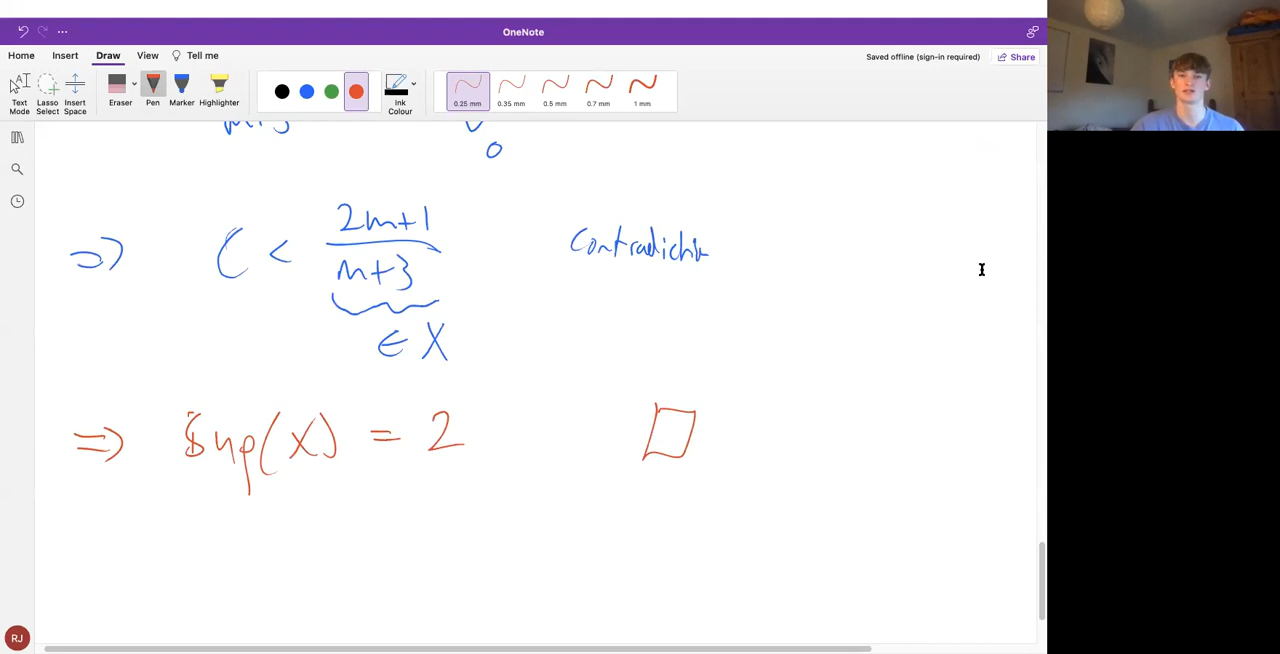 OneNote
Home Insert Draw View Tell me
Saved offline (sign-in required) Share
Text Mode
Lasso Select
Insert Space
Eraser
Pen
Marker
Highlighter
Ink Colour
0.25 mm
0.35 mm
0.5 mm
0.7 mm
1 mm
0
⇒ C < 2m+1 Contradiction
m+3
∈ X
⇒ Sup(X) = 2 □
RJ